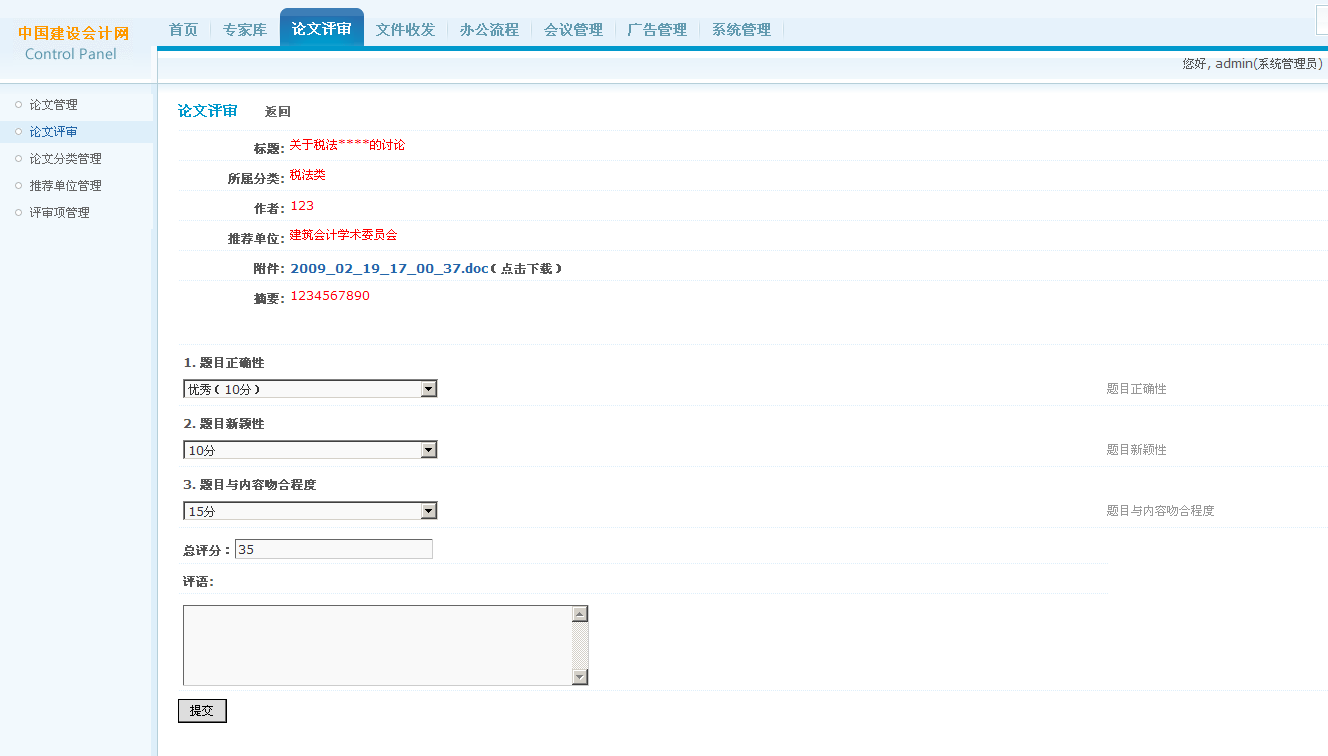 中国建设会计网
Control Panel
首页 专家库 论文评审 文件收发 办公流程 会议管理 广告管理 系统管理
您好, admin(系统管理员)
论文管理
论文评审
论文分类管理
推荐单位管理
评审项管理
论文评审 返回
标题: 关于税法****的讨论
所属分类: 税法类
作者: 123
推荐单位: 建筑会计学术委员会
附件: 2009_02_19_17_00_37.doc(点击下载)
摘要: 1234567890
1. 题目正确性
优秀(10分) 题目正确性
2. 题目新颖性
10分 题目新颖性
3. 题目与内容吻合程度
15分 题目与内容吻合程度
总评分: 35
评语:
提交